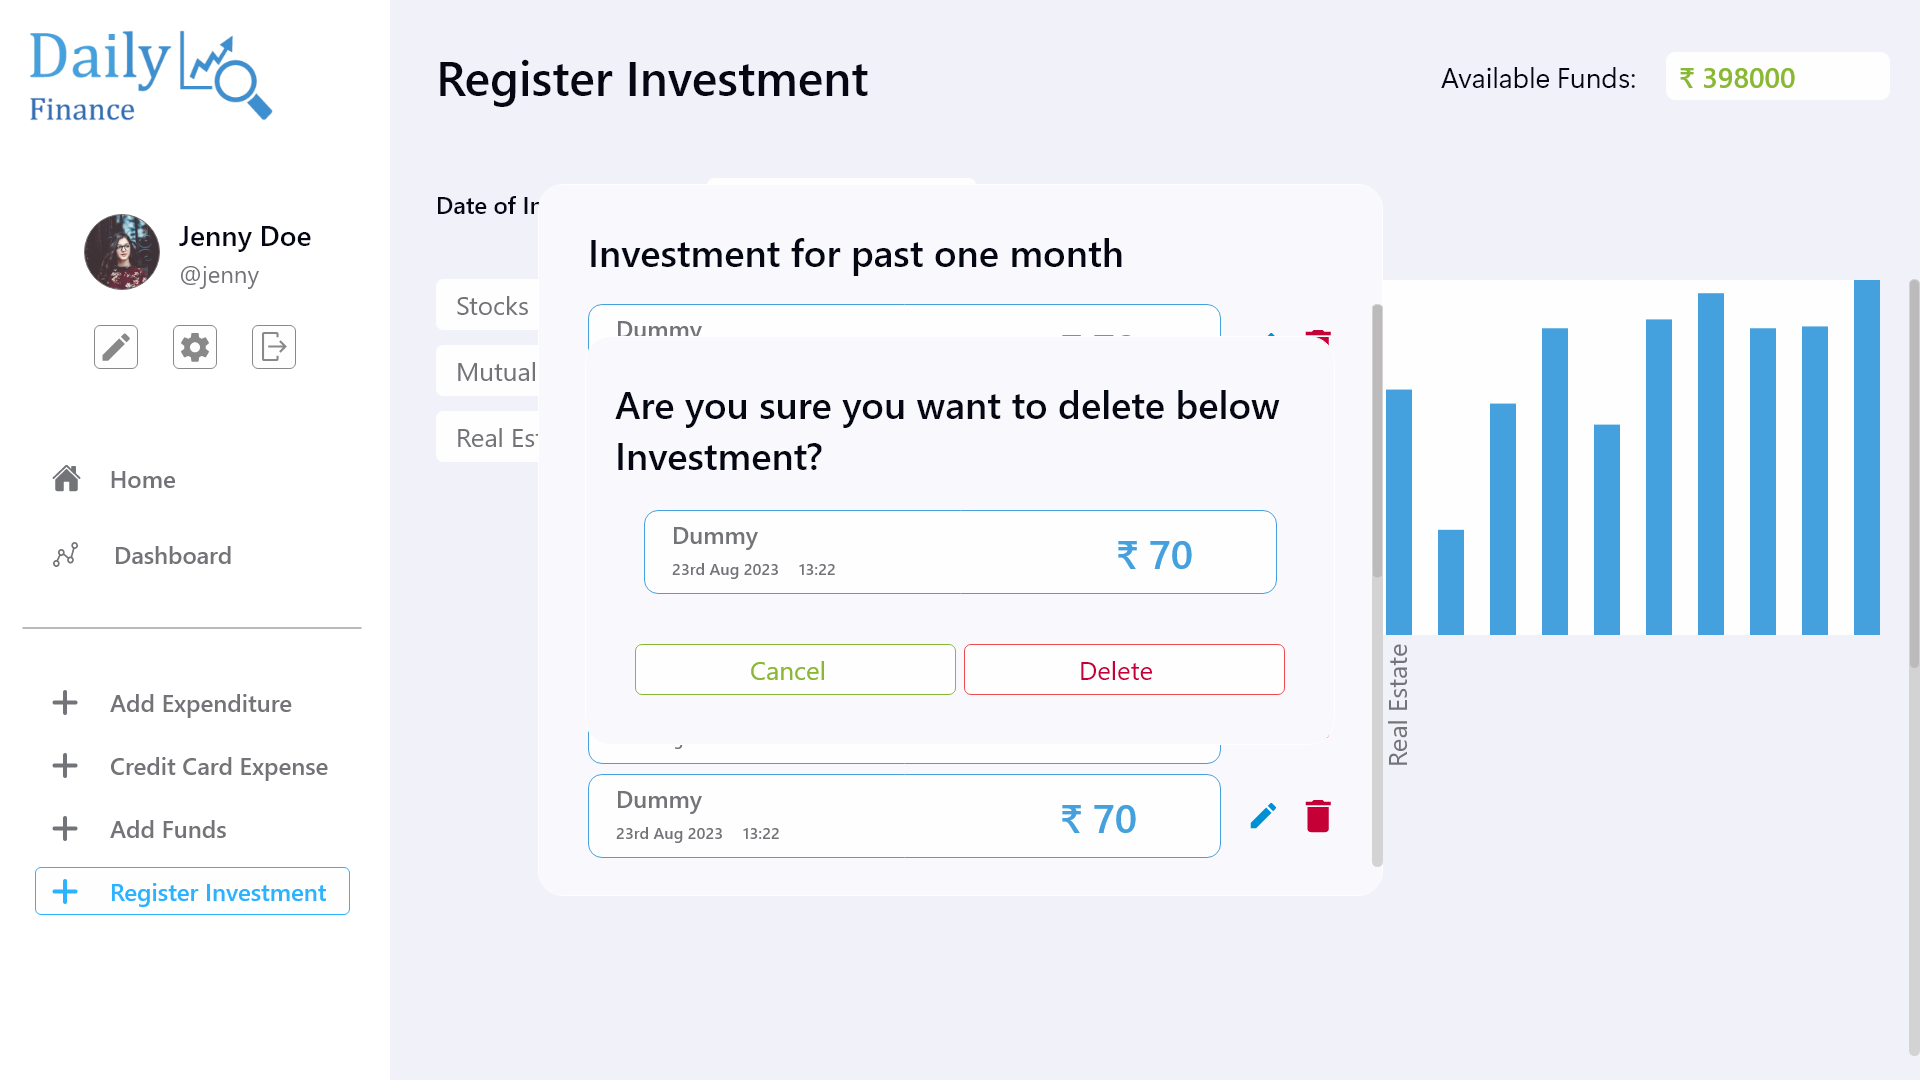 Daily
Finance
Register Investment
Available Funds:
₹ 398000
Jenny Doe
@jenny
Home
Dashboard
Add Expenditure
Credit Card Expense
Add Funds
Register Investment
Date of
Stocks
Mutual
Real
Investment for past one month
Dummy
Are you sure you want to delete below
Investment?
Dummy
₹ 70
23rd Aug 2023 13:22
Cancel
Delete
Dummy
₹ 70
23rd Aug 2023 13:22
Real Estate